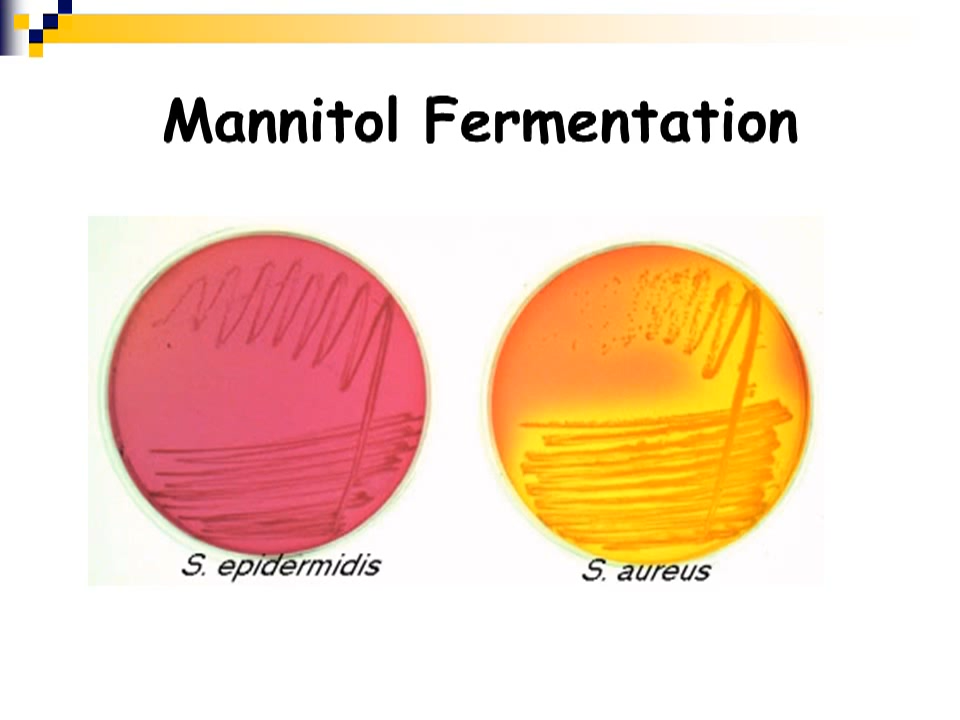 Mannitol Fermentation
S. epidermidis
S. aureus